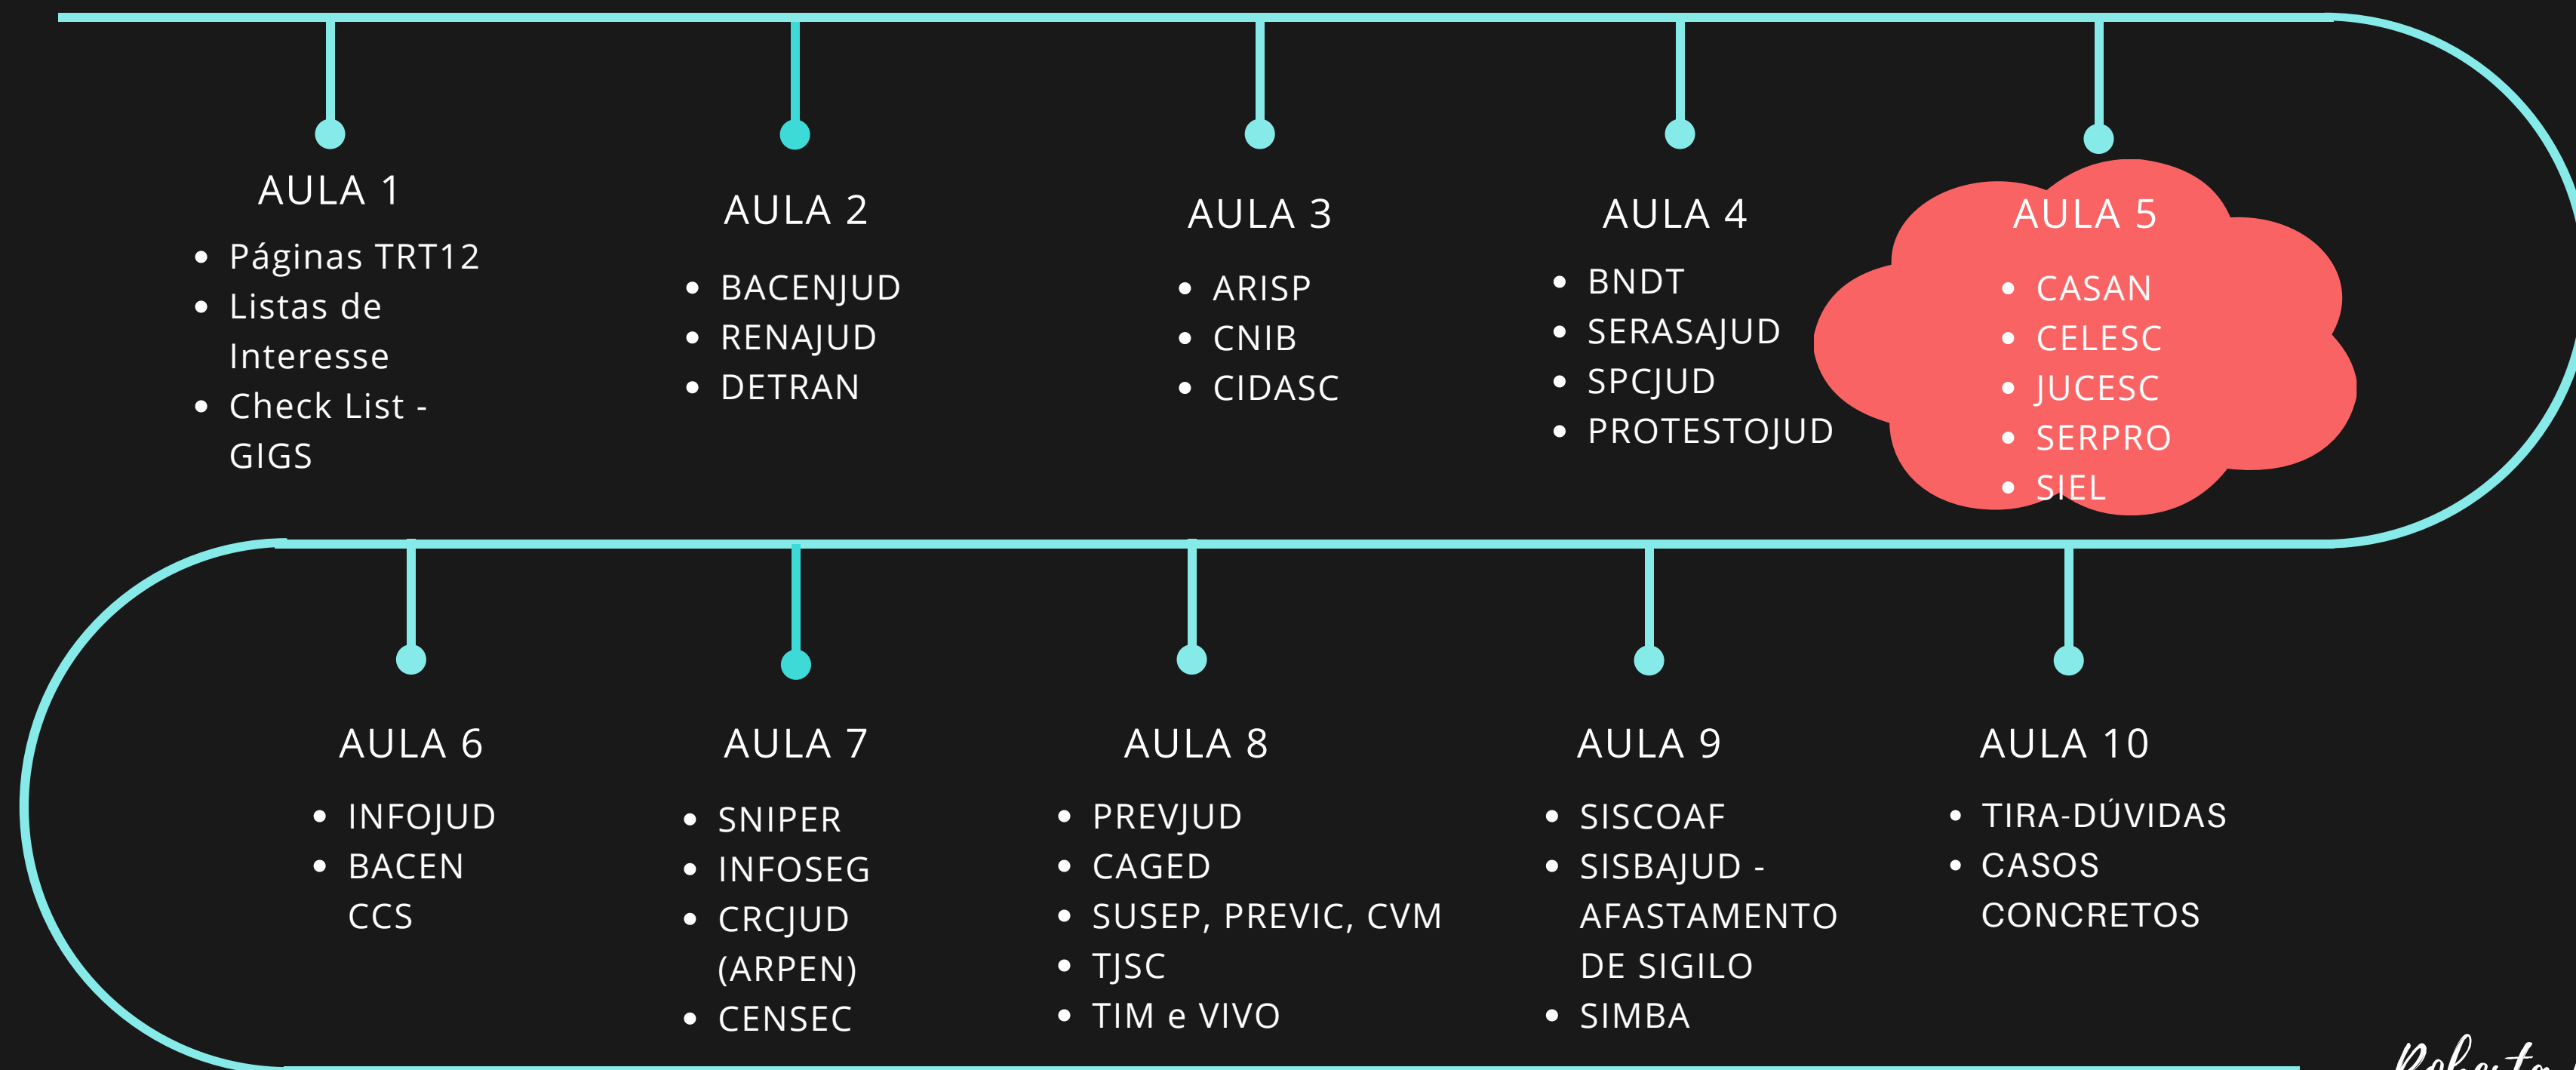 AULA 1
• Páginas TRT12
• Listas de
Interesse
• Check List -
GIGS
AULA 2
• BACENJUD
• RENAJUD
• DETRAN
AULA 3
• ARISP
• CNIB
• CIDASC
AULA 4
• BNDT
• SERASAJUD
• SPCJUD
• PROTESTOJUD
AULA 5
• CASAN
• CELESC
• JUCESC
• SERPRO
• SIEL
AULA 6
• INFOJUD
• BACEN
CCS
AULA 7
• SNIPER
• INFOSEG
• CRCJUD
(ARPEN)
• CENSEC
AULA 8
• PREVJUD
• CAGED
• SUSEP, PREVIC, CVM
• TJSC
• TIM e VIVO
AULA 9
• SISCOAF
• SISBAJUD -
AFASTAMENTO
DE SIGILO
• SIMBA
AULA 10
• TIRA-DÚVIDAS
• CASOS
CONCRETOS